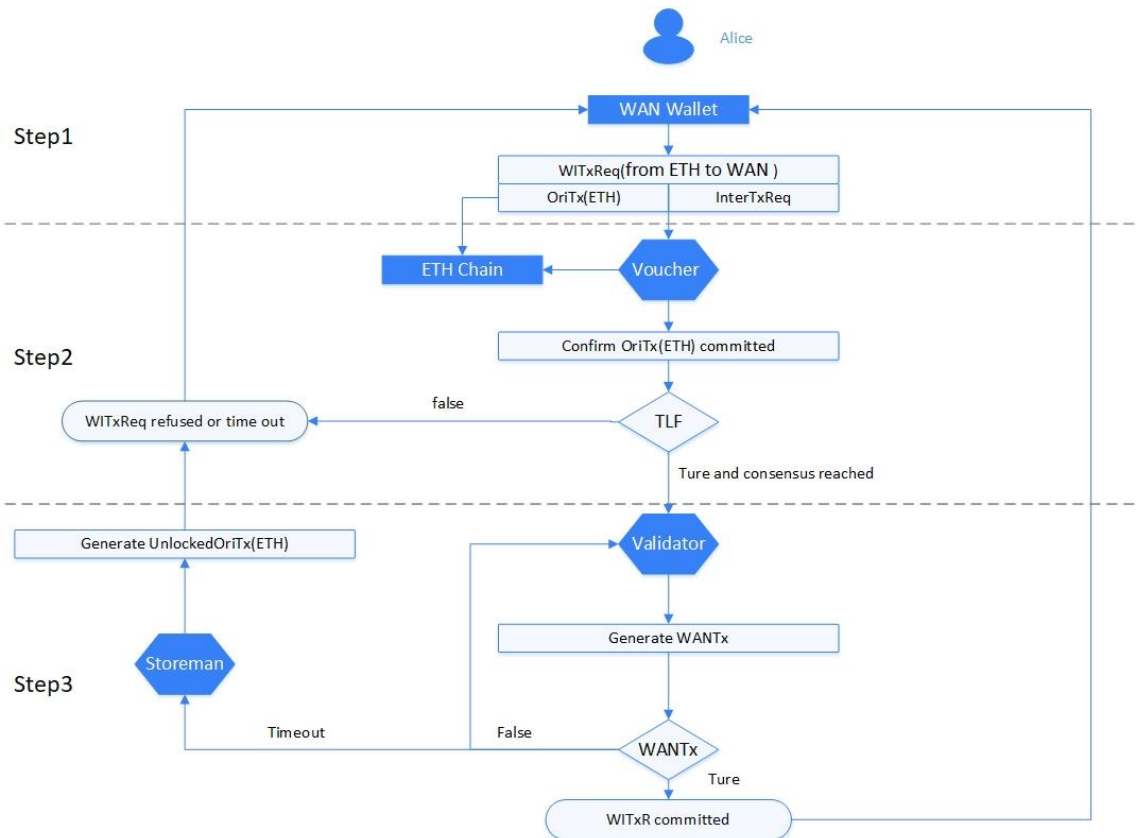 Alice
WAN Wallet
Step1
WITxReq(from ETH to WAN )
OriTx(ETH)
InterTxReq
ETH Chain
Voucher
Confirm OriTx(ETH) committed
Step2
false
WITxReq refused or time out
TLF
Ture and consensus reached
Generate UnlockedOriTx(ETH)
Validator
Generate WANTx
Storeman
Step3
Timeout
False
WANTx
Ture
WITxR committed